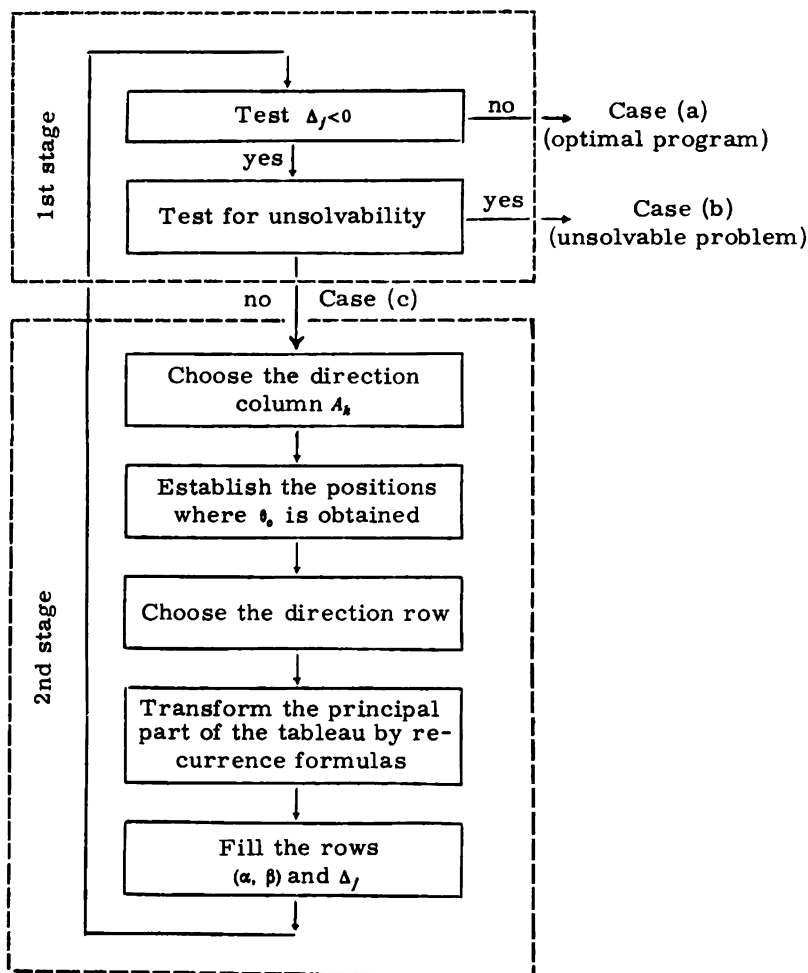 1st stage
Test Δj<0
no
Case (a)
(optimal program)
yes
Test for unsolvability
yes
Case (b)
(unsolvable problem)
no
Case (c)
2nd stage
Choose the direction
column Ak
Establish the positions
where θo is obtained
Choose the direction row
Transform the principal
part of the tableau by re-
currence formulas
Fill the rows
(α, β) and Δj